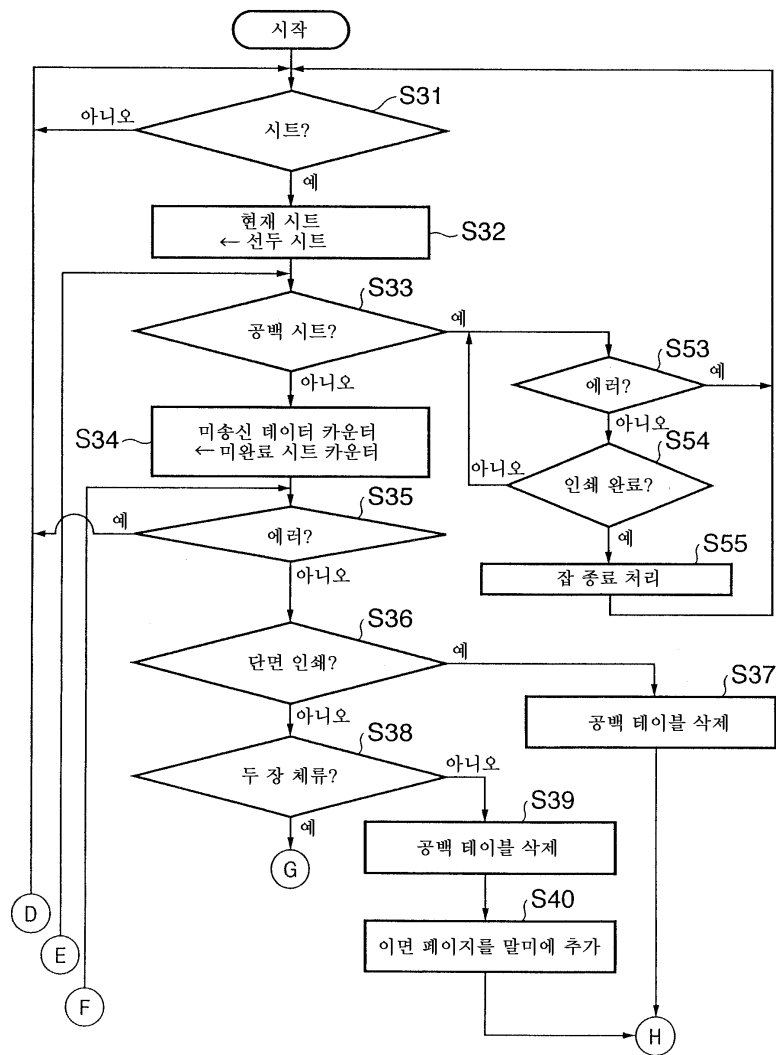 시작
S31
아니오
시트?
예
현재 시트
← 선두 시트
S32
S33
공백 시트?
예
아니오
S53
에러?
예
아니오
S34
미송신 데이터 카운터
← 미완료 시트 카운터
S54
아니오
인쇄 완료?
예
S35
예
에러?
아니오
S55
잡 종료 처리
S36
단면 인쇄?
예
아니오
S37
공백 테이블 삭제
S38
두 장 체류?
아니오
예
G
S39
공백 테이블 삭제
S40
이면 페이지를 말미에 추가
D
E
F
H